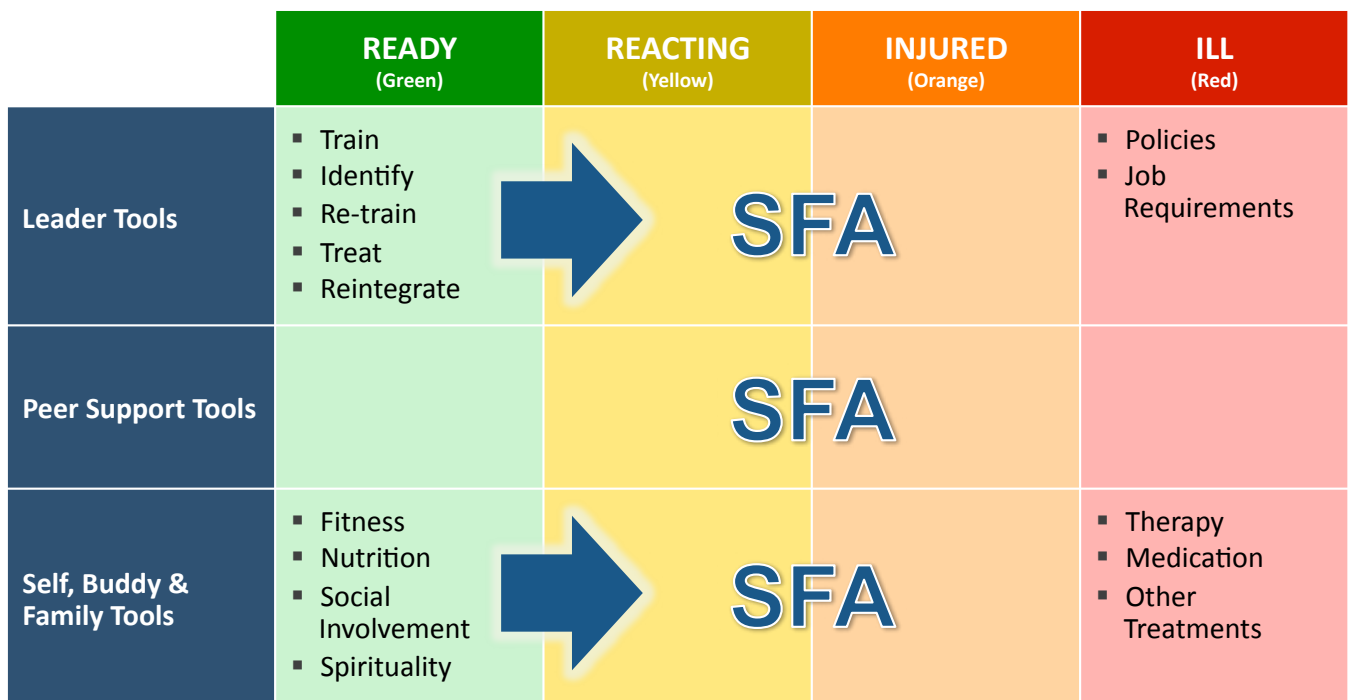 READY
(Green)
REACTING
(Yellow)
INJURED
(Orange)
ILL
(Red)
Leader Tools
▪ Train
▪ Identify
▪ Re-train
▪ Treat
▪ Reintegrate
SFA
▪ Policies
▪ Job
Requirements
Peer Support Tools
SFA
Self, Buddy &
Family Tools
▪ Fitness
▪ Nutrition
▪ Social
Involvement
▪ Spirituality
SFA
▪ Therapy
▪ Medication
▪ Other
Treatments